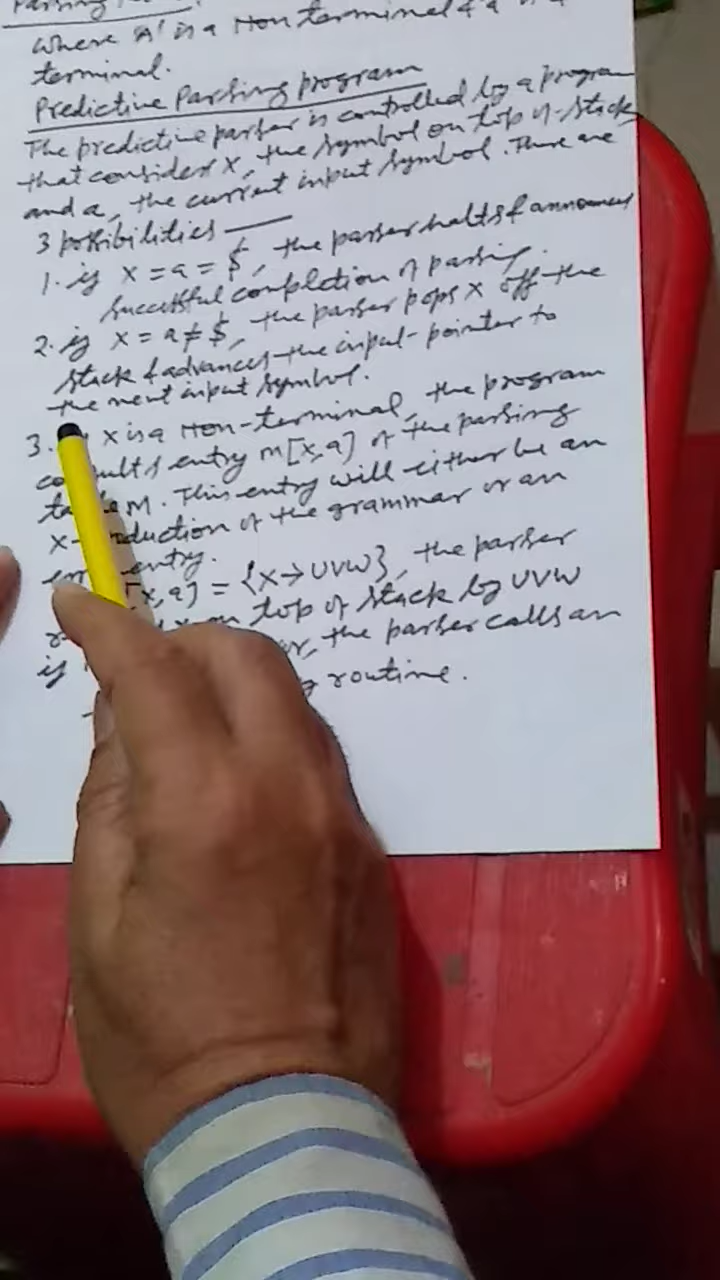 Parsing
where 'A' is a Non terminal & 'a' is a
terminal.
Predictive Parsing program
The predictive parser is controlled by a program
that considers X, the symbol on top of stack
and a, the current input symbol. There are
3 possibilities —
1. if X = a = $, the parser halts & announces
successful completion of parsing.
2. if X = a ≠ $, the parser pops X off the
stack & advances the input-pointer to
the next input symbol.
3. X is a Non-terminal, the program
entry M[X,a] of the parsing
M. This entry will either be an
X- of the grammar or an
entry.
[X,a] = {X→UVW}, the parser
on top of stack by UVW
if the parser calls an
routine.